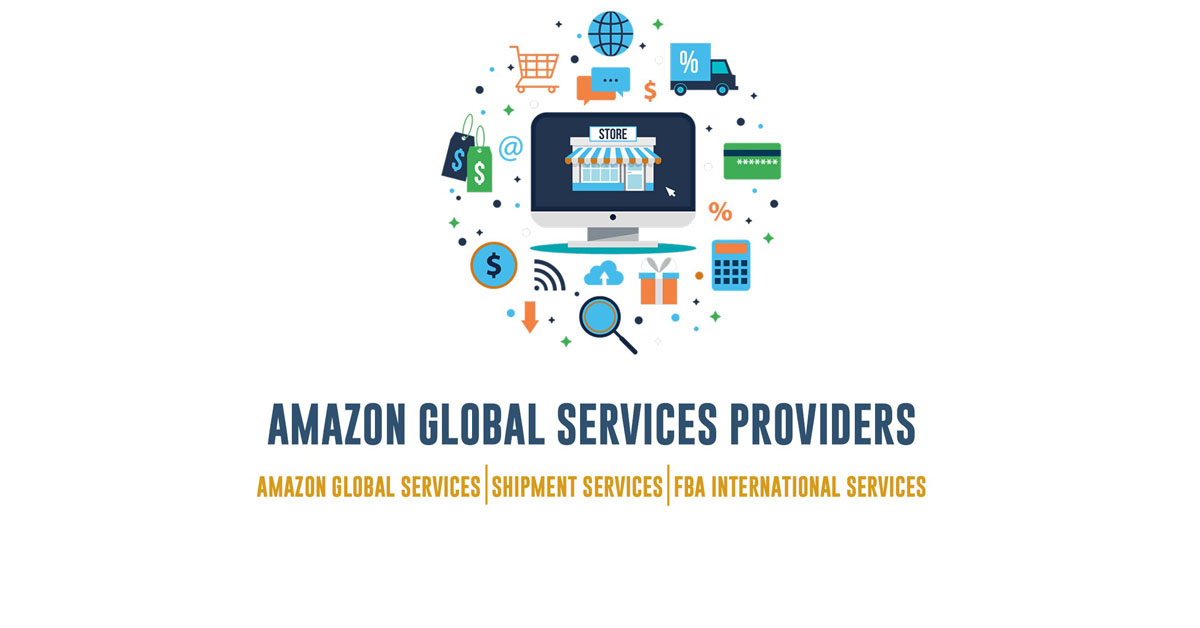 %
$
STORE
@
$
$
*******
%
$
AMAZON GLOBAL SERVICES PROVIDERS
AMAZON GLOBAL SERVICES | SHIPMENT SERVICES | FBA INTERNATIONAL SERVICES